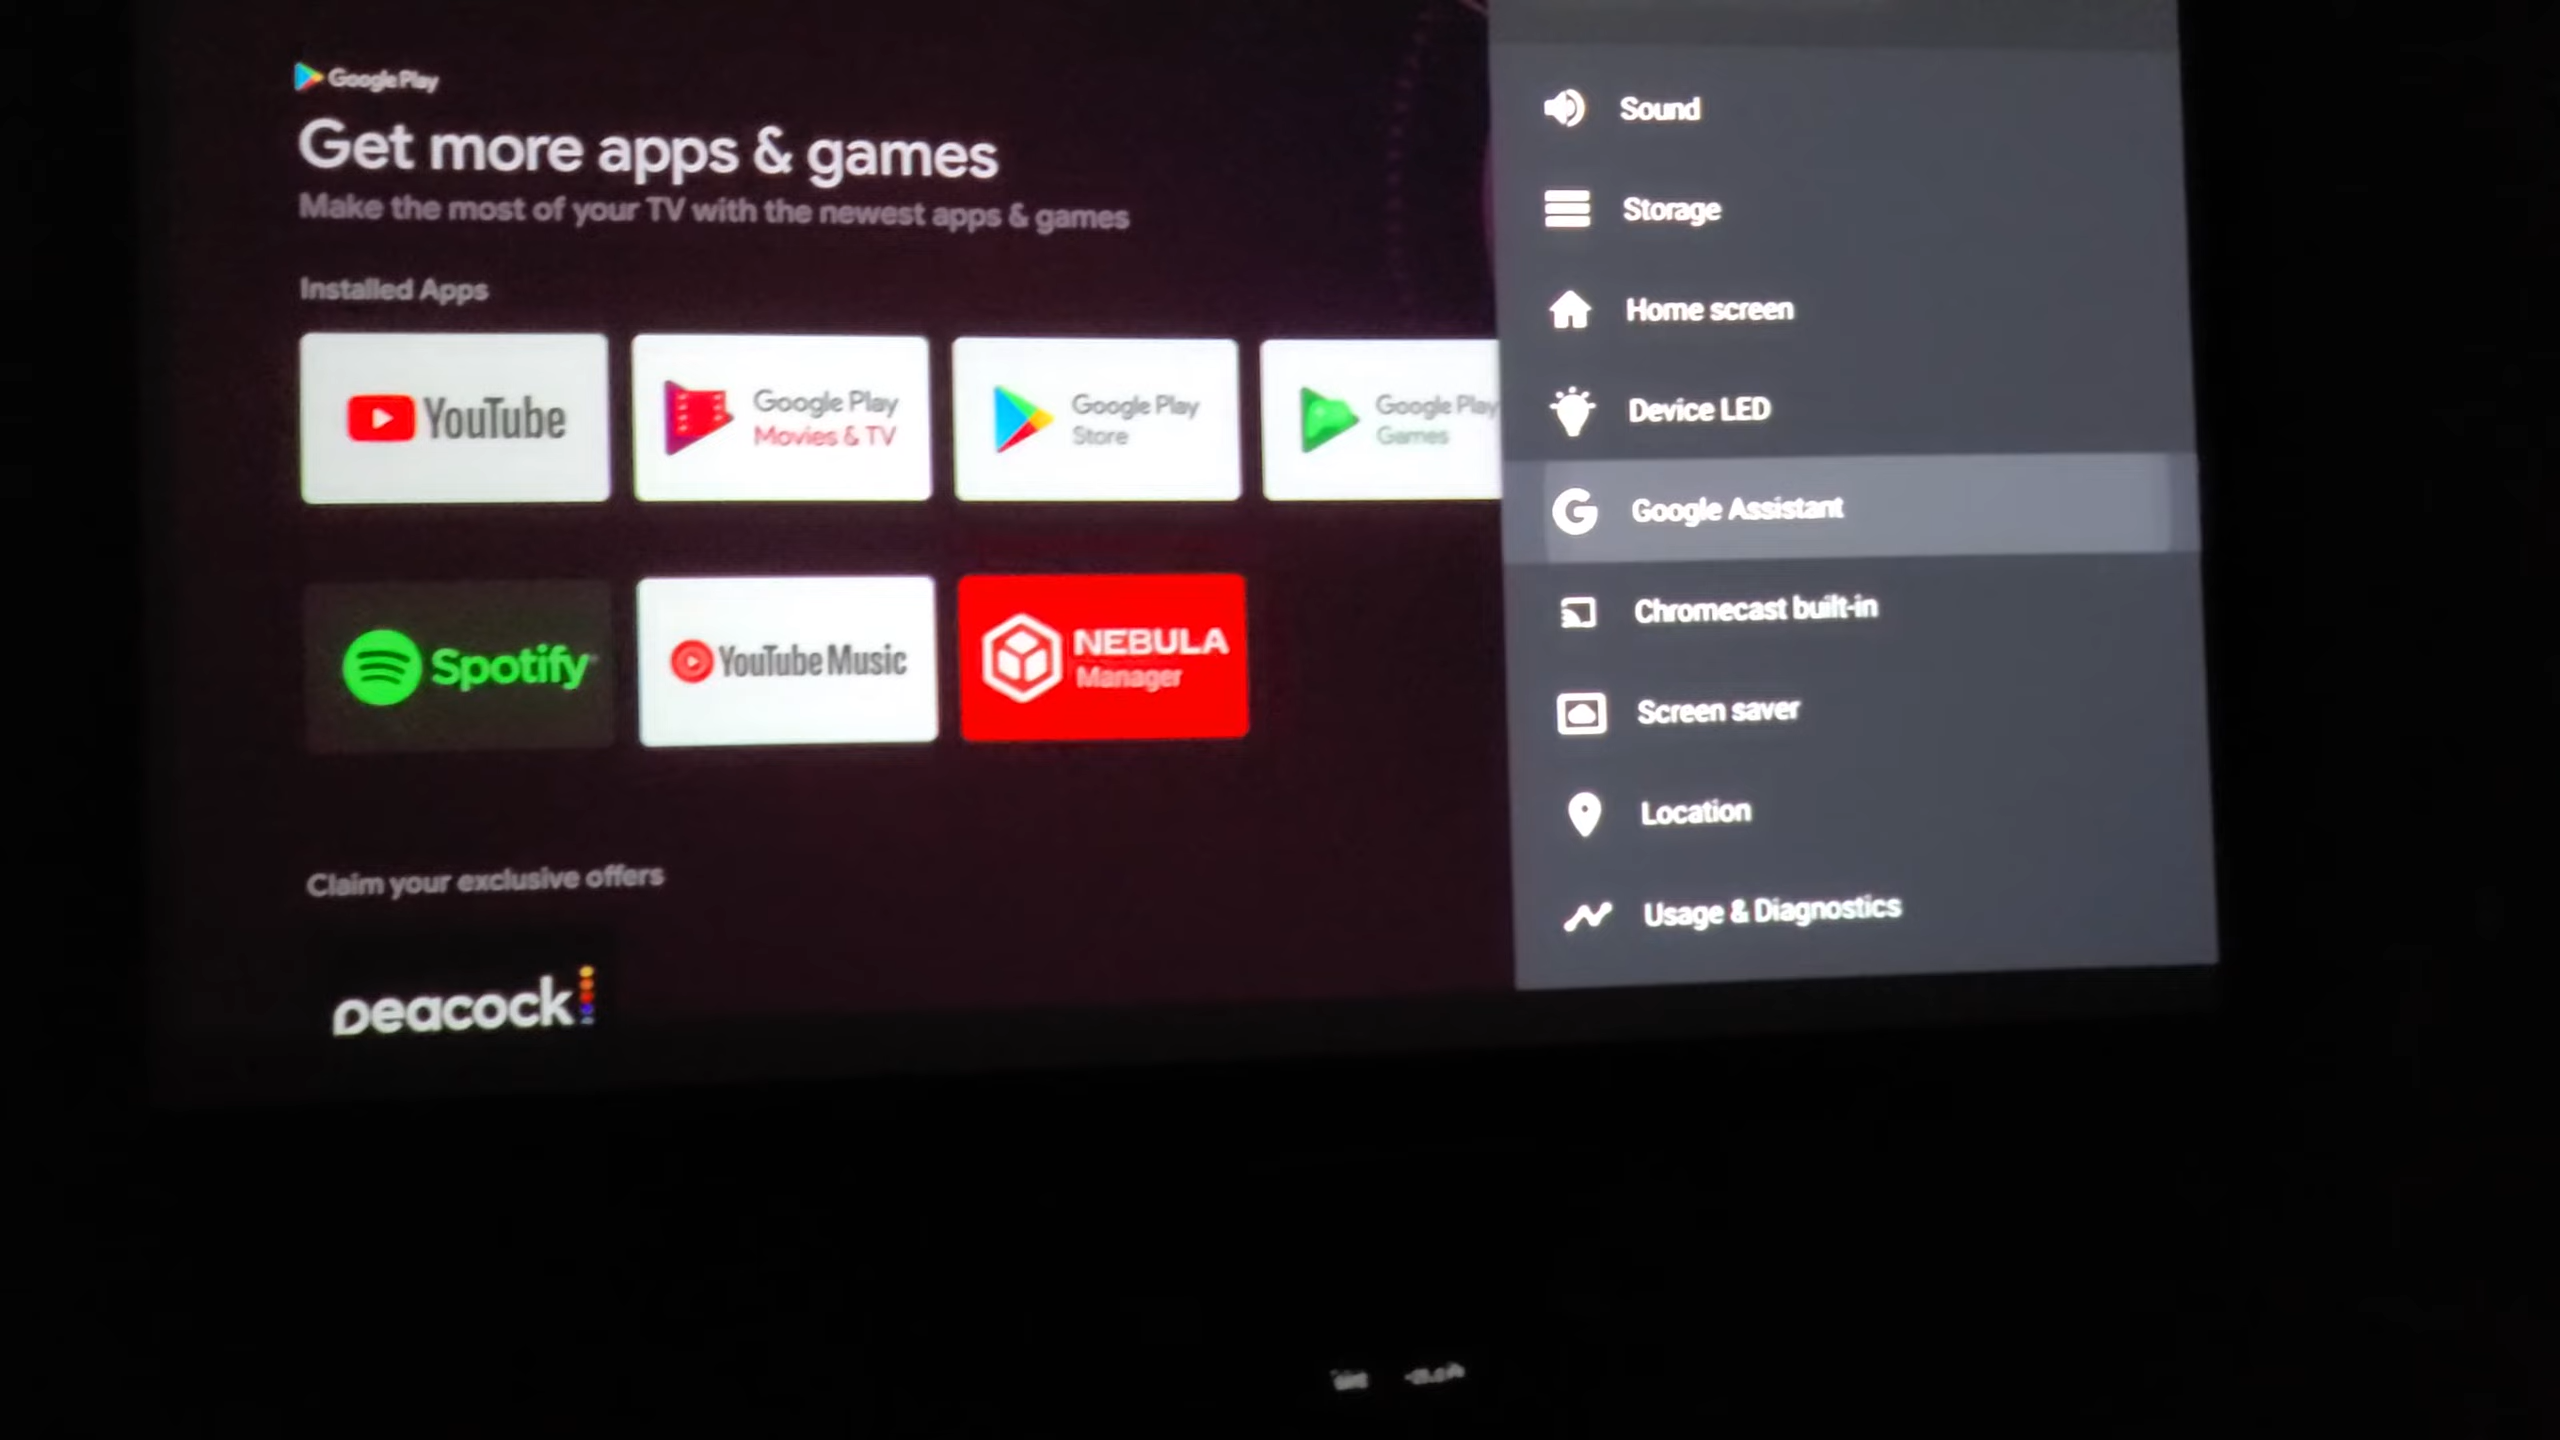 Google Play
Get more apps & games
Make the most of your TV with the newest apps & games
Installed Apps
YouTube
Google Play
Movies & TV
Google Play
Store
Google Play
Games
Spotify
YouTube Music
NEBULA
Manager
Claim your exclusive offers
peacock
Sound
Storage
Home screen
Device LED
Google Assistant
Chromecast built-in
Screen saver
Location
Usage & Diagnostics